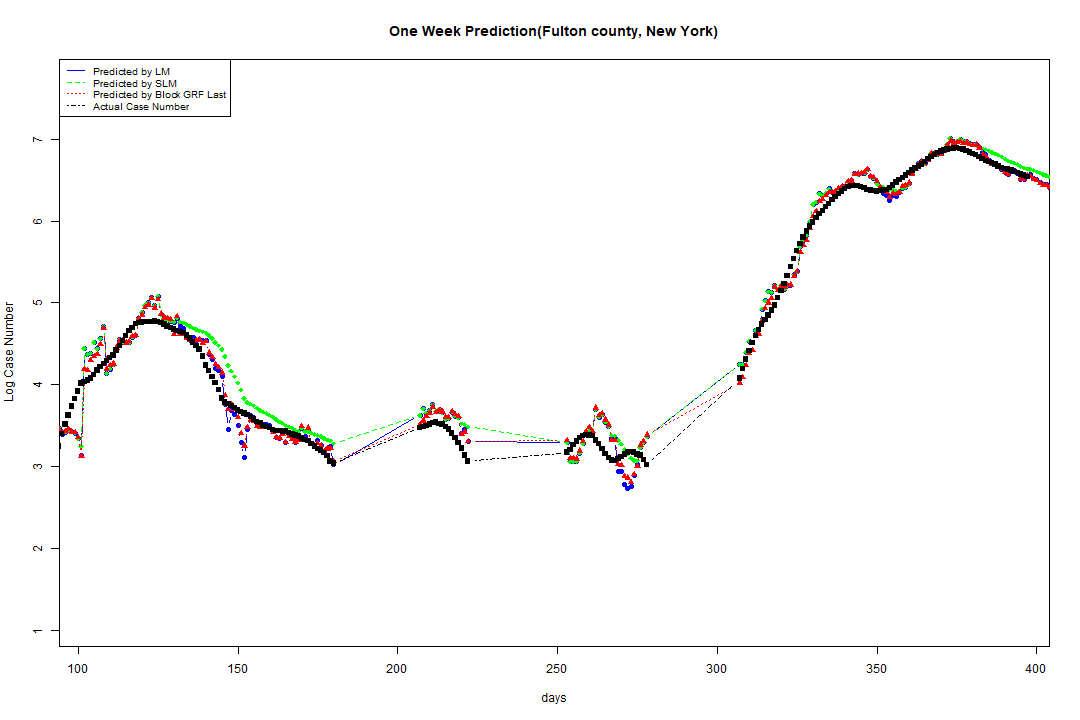 One Week Prediction(Fulton county, New York)
Predicted by LM
Predicted by SLM
Predicted by Block GRF Last
Actual Case Number
Log Case Number
7
6
5
4
3
2
1
100 150 200 250 300 350 400
days